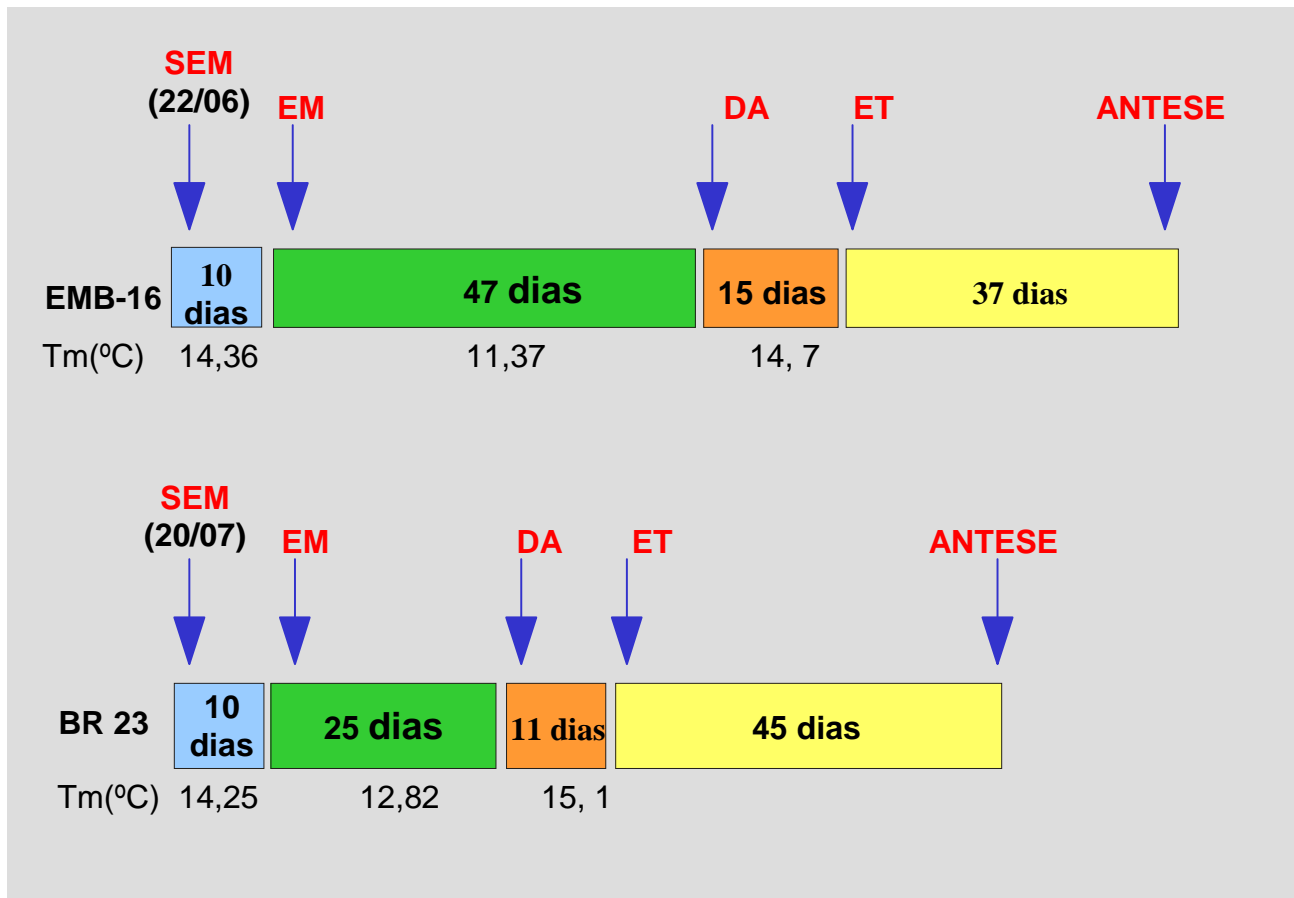 SEM
(22/06)
EM
DA
ET
ANTESE
EMB-16
10
dias
47 dias
15 dias
37 dias
Tm(ºC)
14,36
11,37
14, 7
SEM
(20/07)
EM
DA
ET
ANTESE
BR 23
10
dias
25 dias
11 dias
45 dias
Tm(ºC)
14,25
12,82
15, 1